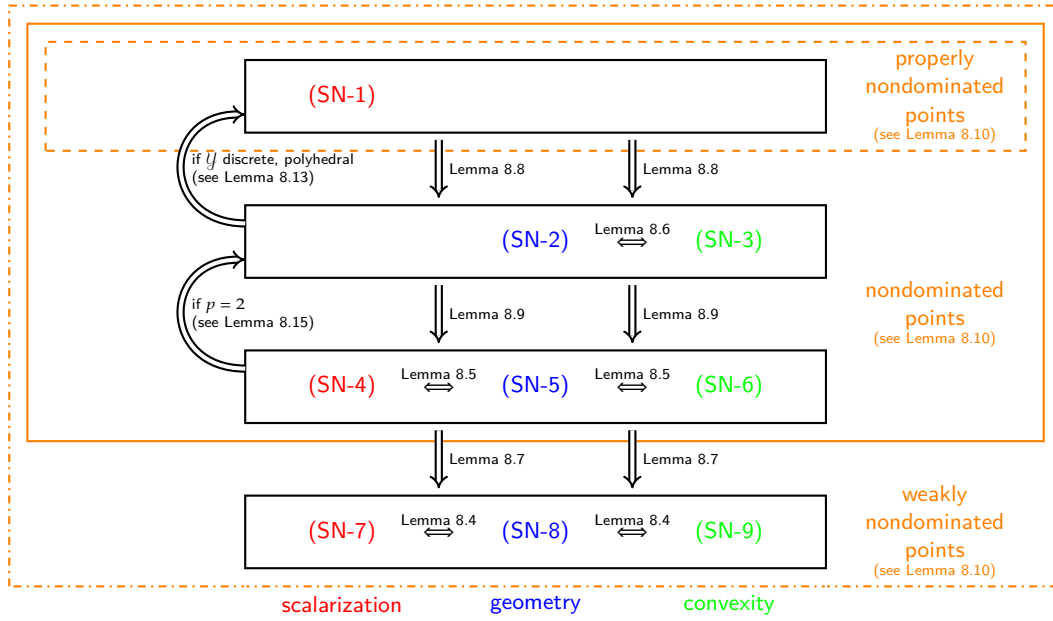 properly
nondominated
points
(see Lemma 8.10)
(SN-1)
if 𝒴 discrete, polyhedral
(see Lemma 8.13)
Lemma 8.8
Lemma 8.8
(SN-2)
Lemma 8.6
⇔
(SN-3)
if p = 2
(see Lemma 8.15)
Lemma 8.9
Lemma 8.9
nondominated
points
(see Lemma 8.10)
(SN-4)
Lemma 8.5
⇔
(SN-5)
Lemma 8.5
⇔
(SN-6)
Lemma 8.7
Lemma 8.7
weakly
nondominated
points
(see Lemma 8.10)
(SN-7)
Lemma 8.4
⇔
(SN-8)
Lemma 8.4
⇔
(SN-9)
scalarization
geometry
convexity